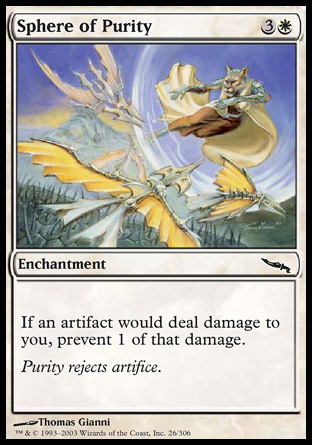 Sphere of Purity 3
Enchantment
If an artifact would deal damage to
you, prevent 1 of that damage.
Purity rejects artifice.
Thomas Gianni
™ & © 1993–2003 Wizards of the Coast, Inc. 26/306